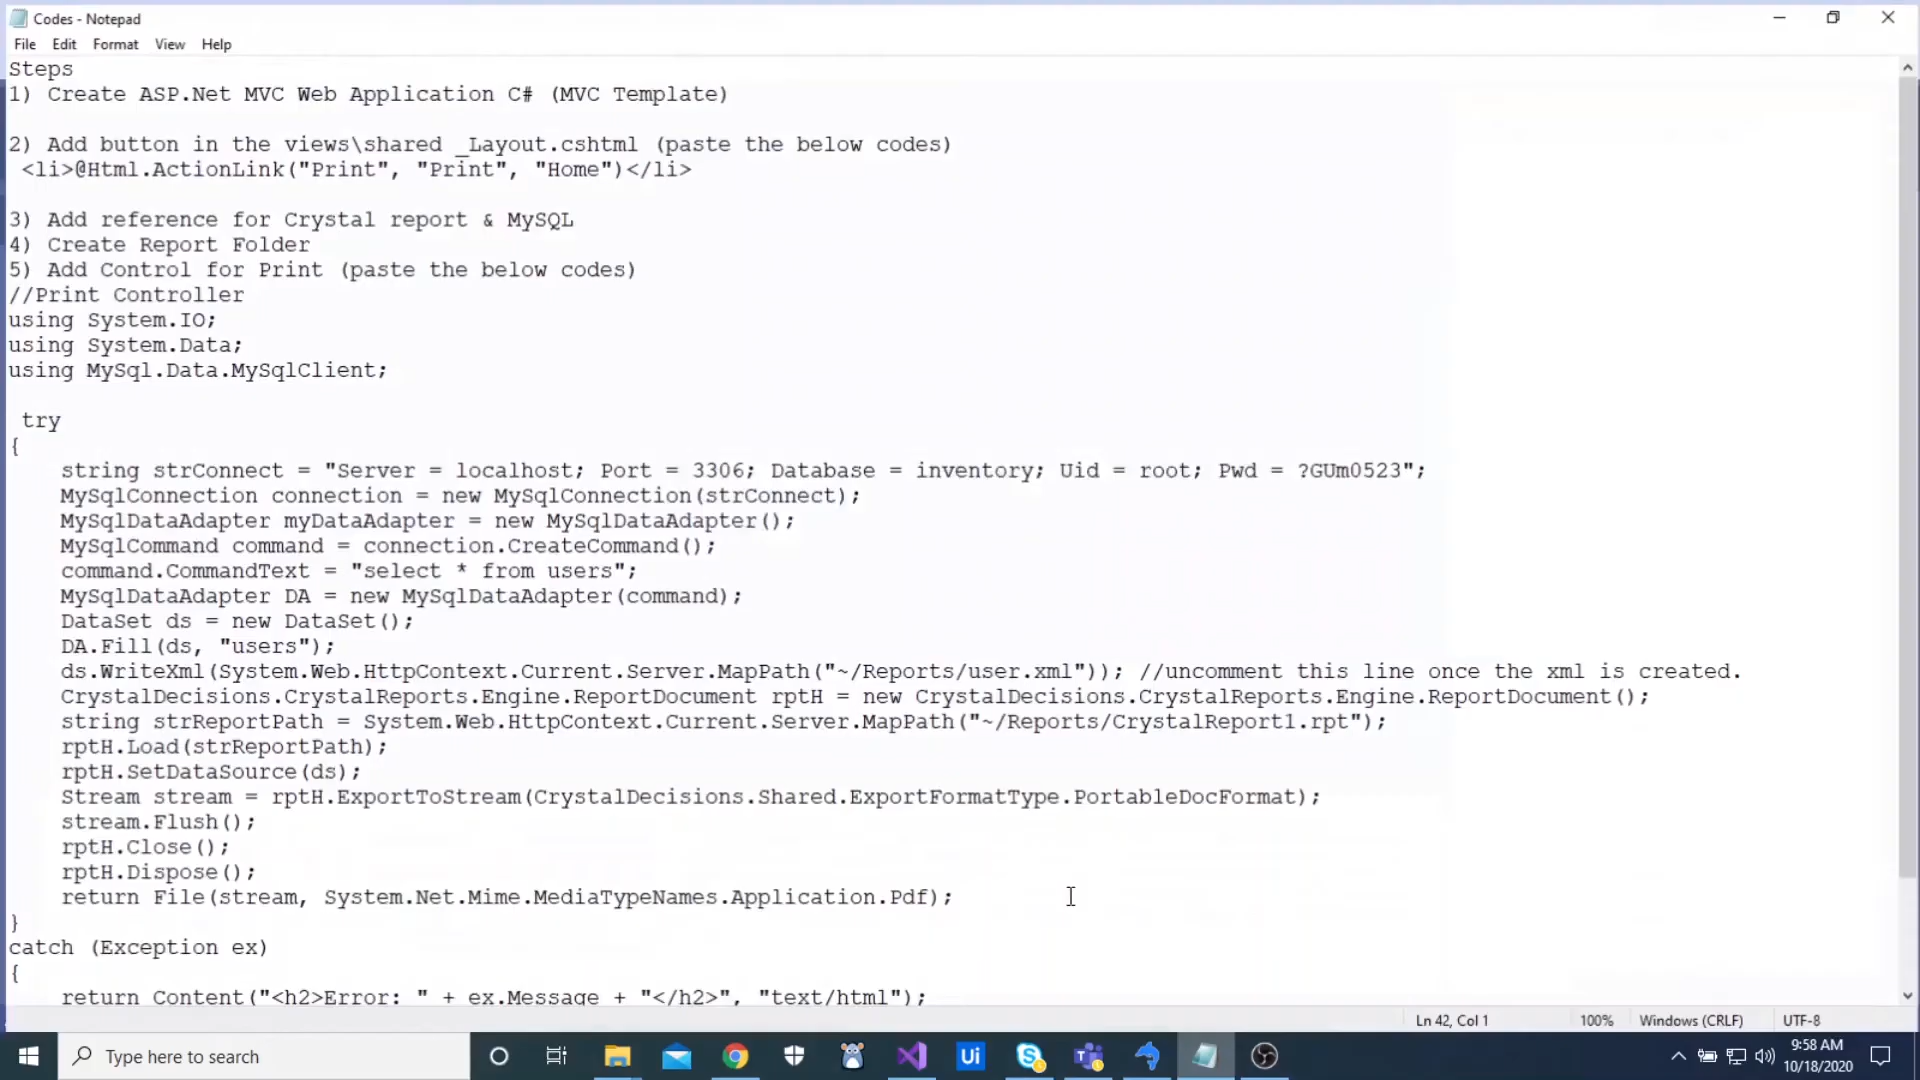 Codes - Notepad
File Edit Format View Help
Steps
1) Create ASP.Net MVC Web Application C# (MVC Template)
2) Add button in the views\shared _Layout.cshtml (paste the below codes)
<li>@Html.ActionLink("Print", "Print", "Home")</li>
3) Add reference for Crystal report & MySQL
4) Create Report Folder
5) Add Control for Print (paste the below codes)
//Print Controller
using System.IO;
using System.Data;
using MySql.Data.MySqlClient;
try
{
string strConnect = "Server = localhost; Port = 3306; Database = inventory; Uid = root; Pwd = ?GUm0523";
MySqlConnection connection = new MySqlConnection(strConnect);
MySqlDataAdapter myDataAdapter = new MySqlDataAdapter();
MySqlCommand command = connection.CreateCommand();
command.CommandText = "select * from users";
MySqlDataAdapter DA = new MySqlDataAdapter(command);
DataSet ds = new DataSet();
DA.Fill(ds, "users");
ds.WriteXml(System.Web.HttpContext.Current.Server.MapPath("~/Reports/user.xml")); //uncomment this line once the xml is created.
CrystalDecisions.CrystalReports.Engine.ReportDocument rptH = new CrystalDecisions.CrystalReports.Engine.ReportDocument();
string strReportPath = System.Web.HttpContext.Current.Server.MapPath("~/Reports/CrystalReport1.rpt");
rptH.Load(strReportPath);
rptH.SetDataSource(ds);
Stream stream = rptH.ExportToStream(CrystalDecisions.Shared.ExportFormatType.PortableDocFormat);
stream.Flush();
rptH.Close();
rptH.Dispose();
return File(stream, System.Net.Mime.MediaTypeNames.Application.Pdf);
}
catch (Exception ex)
{
return Content("<h2>Error: " + ex.Message + "</h2>", "text/html");
Ln 42, Col 1 100% Windows (CRLF) UTF-8
Type here to search
Ui
9:58 AM
10/18/2020